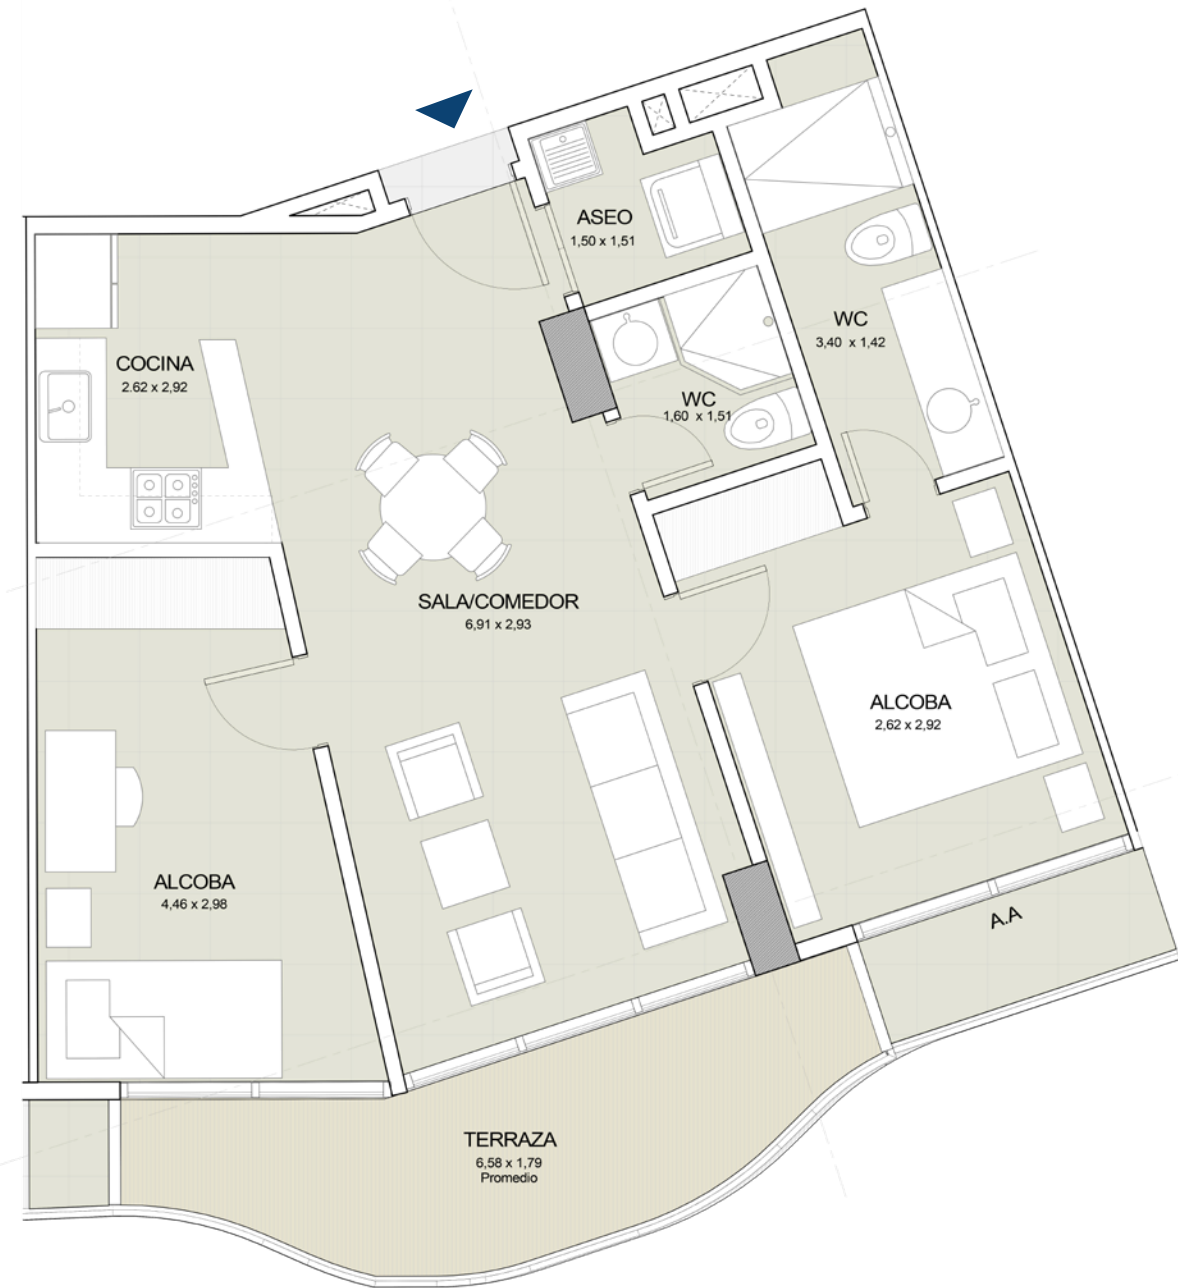 ASEO
1,50 x 1,51
WC
3,40 x 1,42
COCINA
2.62 x 2,92
WC
1,60 x 1,51
SALA/COMEDOR
6,91 x 2,93
ALCOBA
2,62 x 2,92
ALCOBA
4,46 x 2,98
A.A
TERRAZA
6,58 x 1,79
Promedio